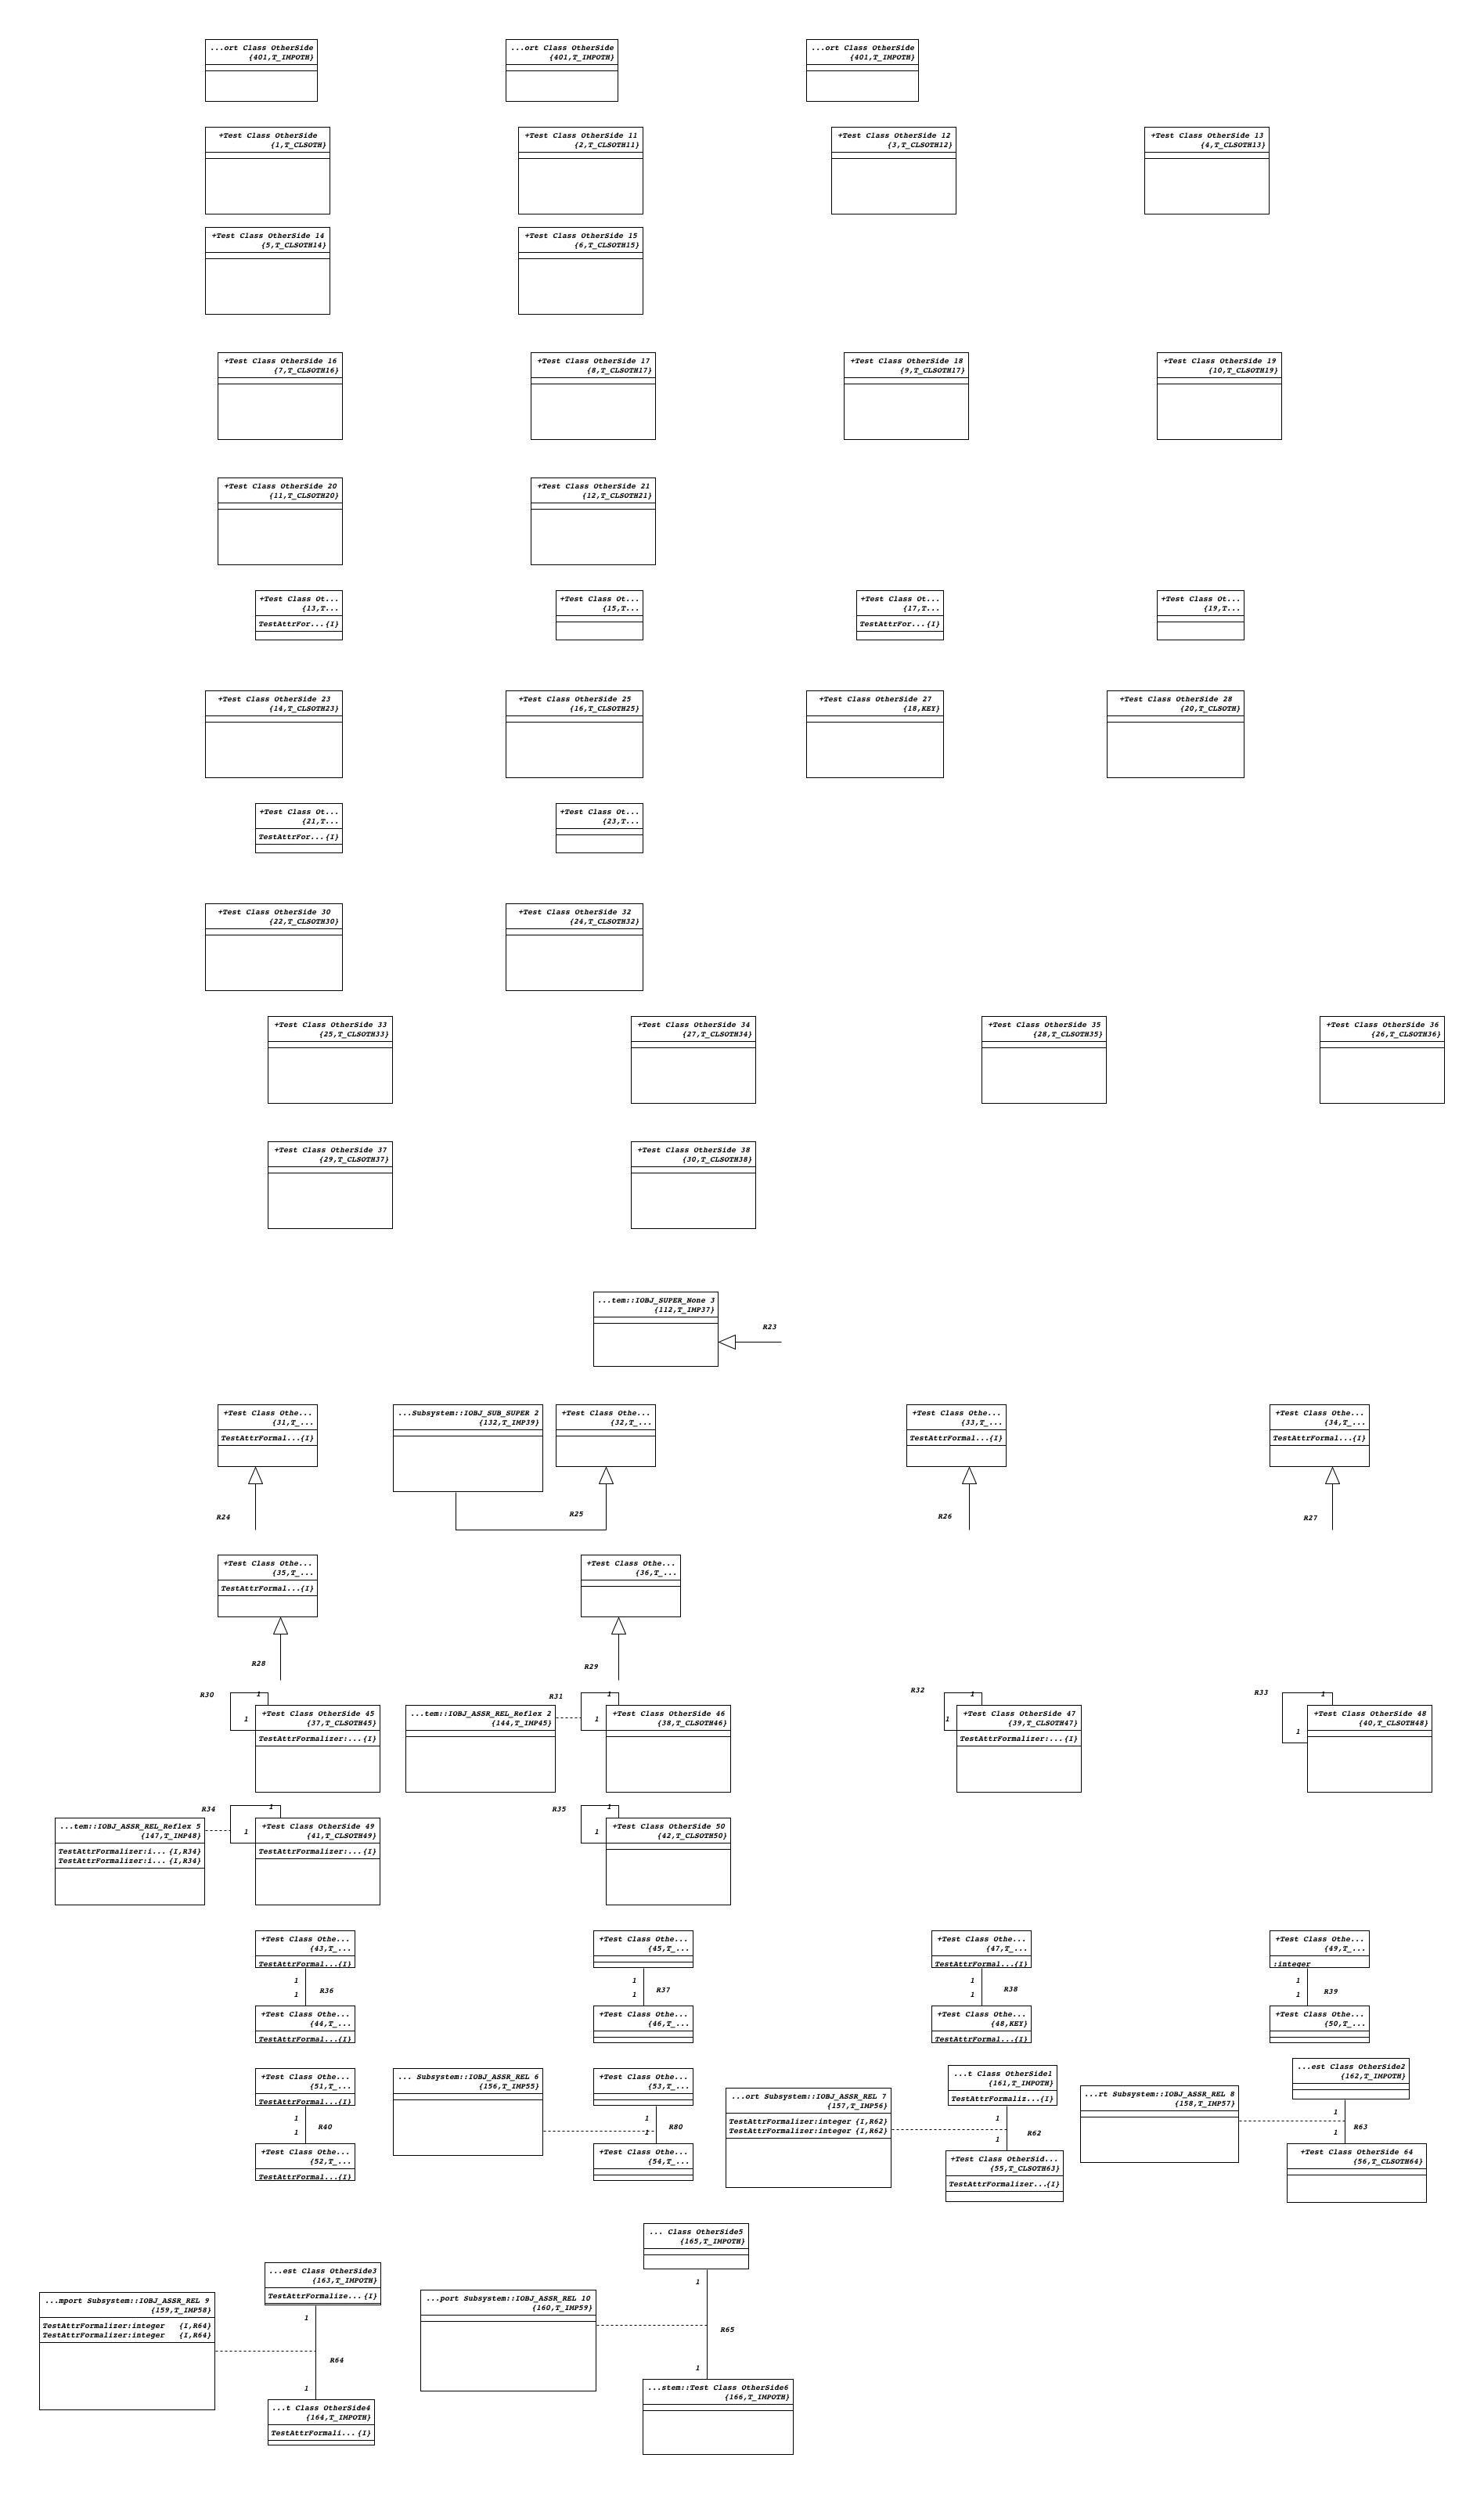 ...ort Class OtherSide
{401,T_IMPOTH}
...ort Class OtherSide
{401,T_IMPOTH}
...ort Class OtherSide
{401,T_IMPOTH}
+Test Class OtherSide
{1,T_CLSOTH}
+Test Class OtherSide 11
{2,T_CLSOTH11}
+Test Class OtherSide 12
{3,T_CLSOTH12}
+Test Class OtherSide 13
{4,T_CLSOTH13}
+Test Class OtherSide 14
{5,T_CLSOTH14}
+Test Class OtherSide 15
{6,T_CLSOTH15}
+Test Class OtherSide 16
{7,T_CLSOTH16}
+Test Class OtherSide 17
{8,T_CLSOTH17}
+Test Class OtherSide 18
{9,T_CLSOTH17}
+Test Class OtherSide 19
{10,T_CLSOTH19}
+Test Class OtherSide 20
{11,T_CLSOTH20}
+Test Class OtherSide 21
{12,T_CLSOTH21}
+Test Class Ot...
{13,T...
TestAttrFor...{I}
+Test Class Ot...
{15,T...
+Test Class Ot...
{17,T...
TestAttrFor...{I}
+Test Class Ot...
{19,T...
+Test Class OtherSide 23
{14,T_CLSOTH23}
+Test Class OtherSide 25
{16,T_CLSOTH25}
+Test Class OtherSide 27
{18,KEY}
+Test Class OtherSide 28
{20,T_CLSOTH}
+Test Class Ot...
{21,T...
TestAttrFor...{I}
+Test Class Ot...
{23,T...
+Test Class OtherSide 30
{22,T_CLSOTH30}
+Test Class OtherSide 32
{24,T_CLSOTH32}
+Test Class OtherSide 33
{25,T_CLSOTH33}
+Test Class OtherSide 34
{27,T_CLSOTH34}
+Test Class OtherSide 35
{28,T_CLSOTH35}
+Test Class OtherSide 36
{26,T_CLSOTH36}
+Test Class OtherSide 37
{29,T_CLSOTH37}
+Test Class OtherSide 38
{30,T_CLSOTH38}
...tem::IOBJ_SUPER_None 3
{112,T_IMP37}
R23
+Test Class Othe...
{31,T_...
TestAttrFormal...{I}
...Subsystem::IOBJ_SUB_SUPER 2
{132,T_IMP39}
+Test Class Othe...
{32,T_...
+Test Class Othe...
{33,T_...
TestAttrFormal...{I}
+Test Class Othe...
{34,T_...
TestAttrFormal...{I}
R24
R25
R26
R27
+Test Class Othe...
{35,T_...
TestAttrFormal...{I}
+Test Class Othe...
{36,T_...
R28
R29
R30
1
1
+Test Class OtherSide 45
{37,T_CLSOTH45}
TestAttrFormalizer:...{I}
...tem::IOBJ_ASSR_REL_Reflex 2
{144,T_IMP45}
R31
1
1
+Test Class OtherSide 46
{38,T_CLSOTH46}
R32
1
1
+Test Class OtherSide 47
{39,T_CLSOTH47}
TestAttrFormalizer:...{I}
R33
1
1
+Test Class OtherSide 48
{40,T_CLSOTH48}
...tem::IOBJ_ASSR_REL_Reflex 5
{147,T_IMP48}
TestAttrFormalizer:i...{I,R34}
TestAttrFormalizer:i...{I,R34}
R34
1
1
+Test Class OtherSide 49
{41,T_CLSOTH49}
TestAttrFormalizer:...{I}
R35
1
1
+Test Class OtherSide 50
{42,T_CLSOTH50}
+Test Class Othe...
{43,T_...
TestAttrFormal...{I}
1
1
R36
+Test Class Othe...
{44,T_...
TestAttrFormal...{I}
+Test Class Othe...
{45,T_...
1
1
R37
+Test Class Othe...
{46,T_...
+Test Class Othe...
{47,T_...
TestAttrFormal...{I}
1
1
R38
+Test Class Othe...
{48,KEY}
TestAttrFormal...{I}
+Test Class Othe...
{49,T_...
:integer
1
1
R39
+Test Class Othe...
{50,T_...
+Test Class Othe...
{51,T_...
TestAttrFormal...{I}
1
1
R40
+Test Class Othe...
{52,T_...
TestAttrFormal...{I}
... Subsystem::IOBJ_ASSR_REL 6
{156,T_IMP55}
+Test Class Othe...
{53,T_...
1
1
R80
+Test Class Othe...
{54,T_...
...ort Subsystem::IOBJ_ASSR_REL 7
{157,T_IMP56}
TestAttrFormalizer:integer {I,R62}
TestAttrFormalizer:integer {I,R62}
...t Class OtherSide1
{161,T_IMPOTH}
TestAttrFormaliz...{I}
1
1
R62
+Test Class OtherSid...
{55,T_CLSOTH63}
TestAttrFormalizer...{I}
...rt Subsystem::IOBJ_ASSR_REL 8
{158,T_IMP57}
...est Class OtherSide2
{162,T_IMPOTH}
1
1
R63
+Test Class OtherSide 64
{56,T_CLSOTH64}
...mport Subsystem::IOBJ_ASSR_REL 9
{159,T_IMP58}
TestAttrFormalizer:integer {I,R64}
TestAttrFormalizer:integer {I,R64}
...est Class OtherSide3
{163,T_IMPOTH}
TestAttrFormalize...{I}
1
R64
1
...t Class OtherSide4
{164,T_IMPOTH}
TestAttrFormali...{I}
...port Subsystem::IOBJ_ASSR_REL 10
{160,T_IMP59}
... Class OtherSide5
{165,T_IMPOTH}
1
R65
1
...stem::Test Class OtherSide6
{166,T_IMPOTH}